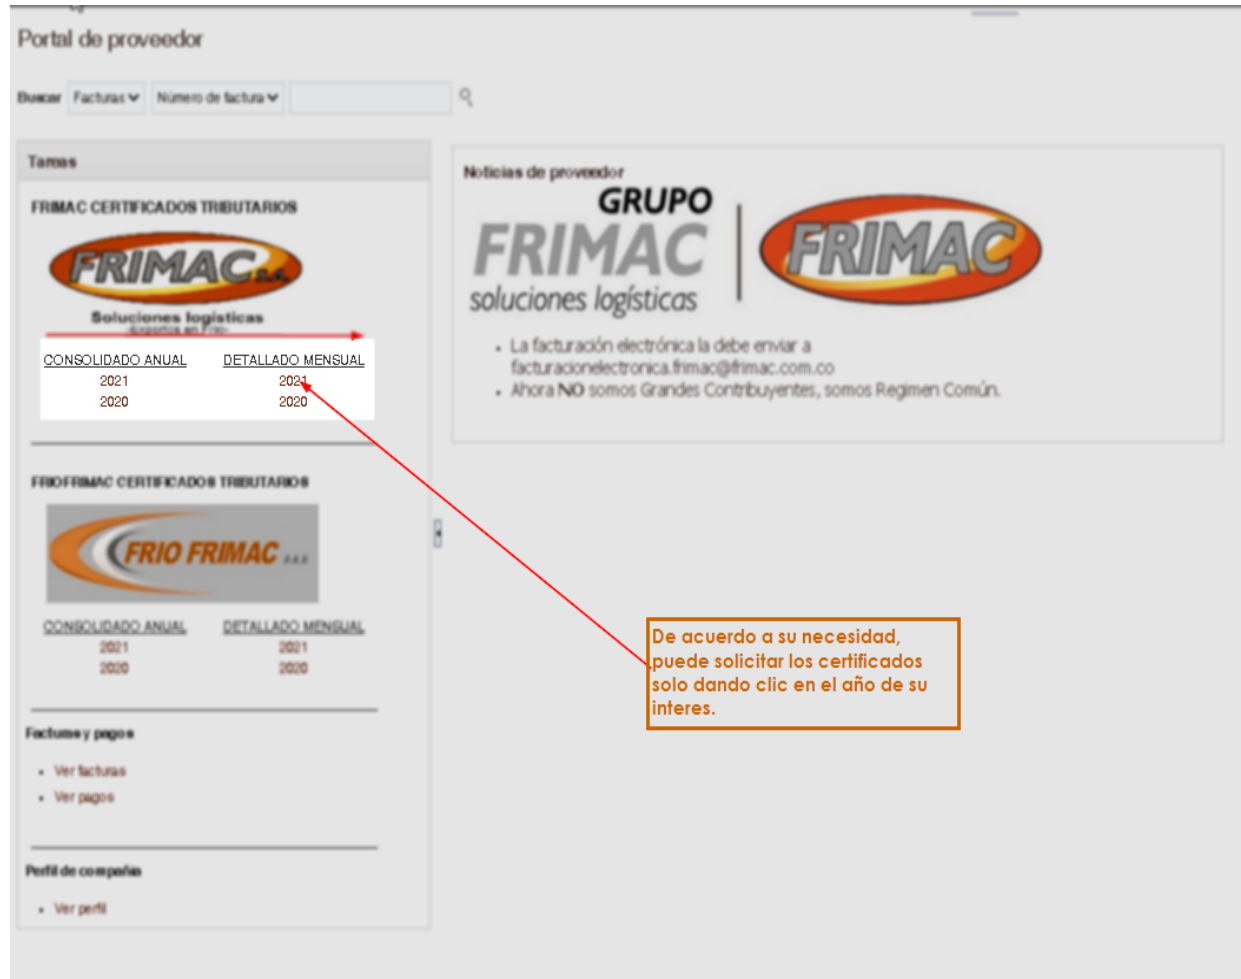 Portal de proveedor
Buscar Facturas Número de factura
Tareas
FRIMAC CERTIFICADOS TRIBUTARIOS
FRIMAC S.A.
Soluciones logísticas
-Expertos en Frio-
CONSOLIDADO ANUAL DETALLADO MENSUAL
2021 2021
2020 2020
FRIOFRIMAC CERTIFICADOS TRIBUTARIOS
FRIO FRIMAC S.A.S
CONSOLIDADO ANUAL DETALLADO MENSUAL
2021 2021
2020 2020
Facturas y pagos
Ver facturas
Ver pagos
Perfil de compañía
Ver perfil
Noticias de proveedor
GRUPO
FRIMAC
soluciones logísticas
FRIMAC
La facturación electrónica la debe enviar a
facturacionelectronica.frimac@frimac.com.co
Ahora NO somos Grandes Contribuyentes, somos Regimen Común.
De acuerdo a su necesidad,
puede solicitar los certificados
solo dando clic en el año de su
interes.